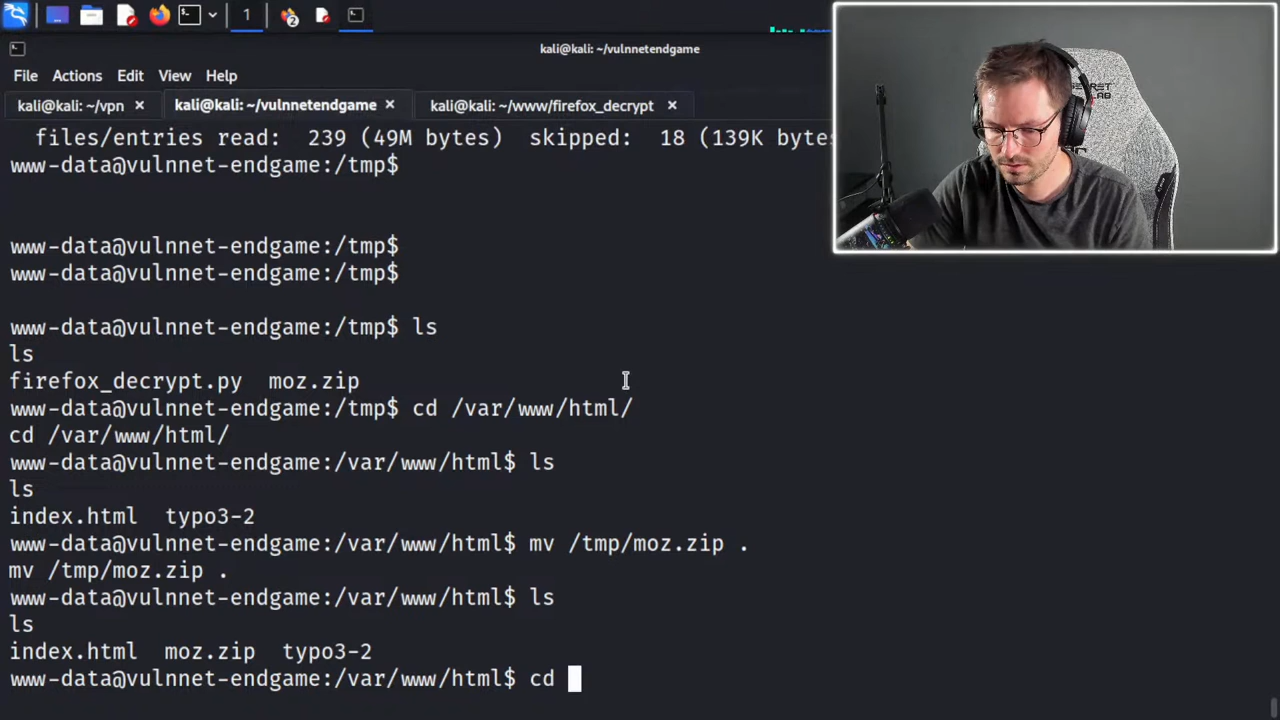 1
2
kali@kali: ~/vulnnetendgame
File Actions Edit View Help
kali@kali: ~/vpn × kali@kali: ~/vulnnetendgame × kali@kali: ~/www/firefox_decrypt ×
files/entries read: 239 (49M bytes) skipped: 18 (139K bytes
www-data@vulnnet-endgame:/tmp$
www-data@vulnnet-endgame:/tmp$
www-data@vulnnet-endgame:/tmp$
www-data@vulnnet-endgame:/tmp$ ls
ls
firefox_decrypt.py moz.zip
www-data@vulnnet-endgame:/tmp$ cd /var/www/html/
cd /var/www/html/
www-data@vulnnet-endgame:/var/www/html$ ls
ls
index.html typo3-2
www-data@vulnnet-endgame:/var/www/html$ mv /tmp/moz.zip .
mv /tmp/moz.zip .
www-data@vulnnet-endgame:/var/www/html$ ls
ls
index.html moz.zip typo3-2
www-data@vulnnet-endgame:/var/www/html$ cd